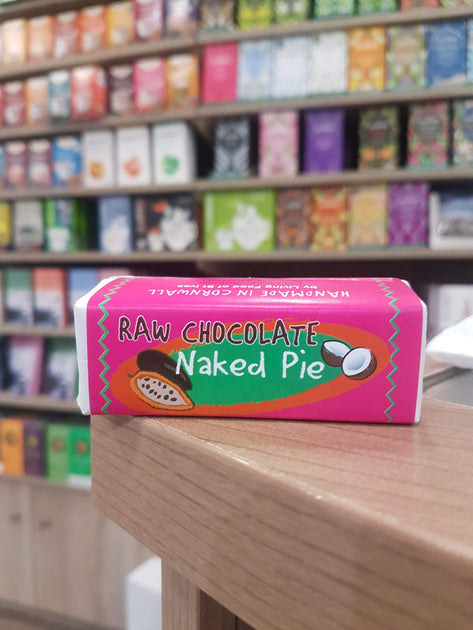 HANDMADE IN CORNWALL
by Living Food of St Ives
RAW CHOCOLATE
Naked Pie